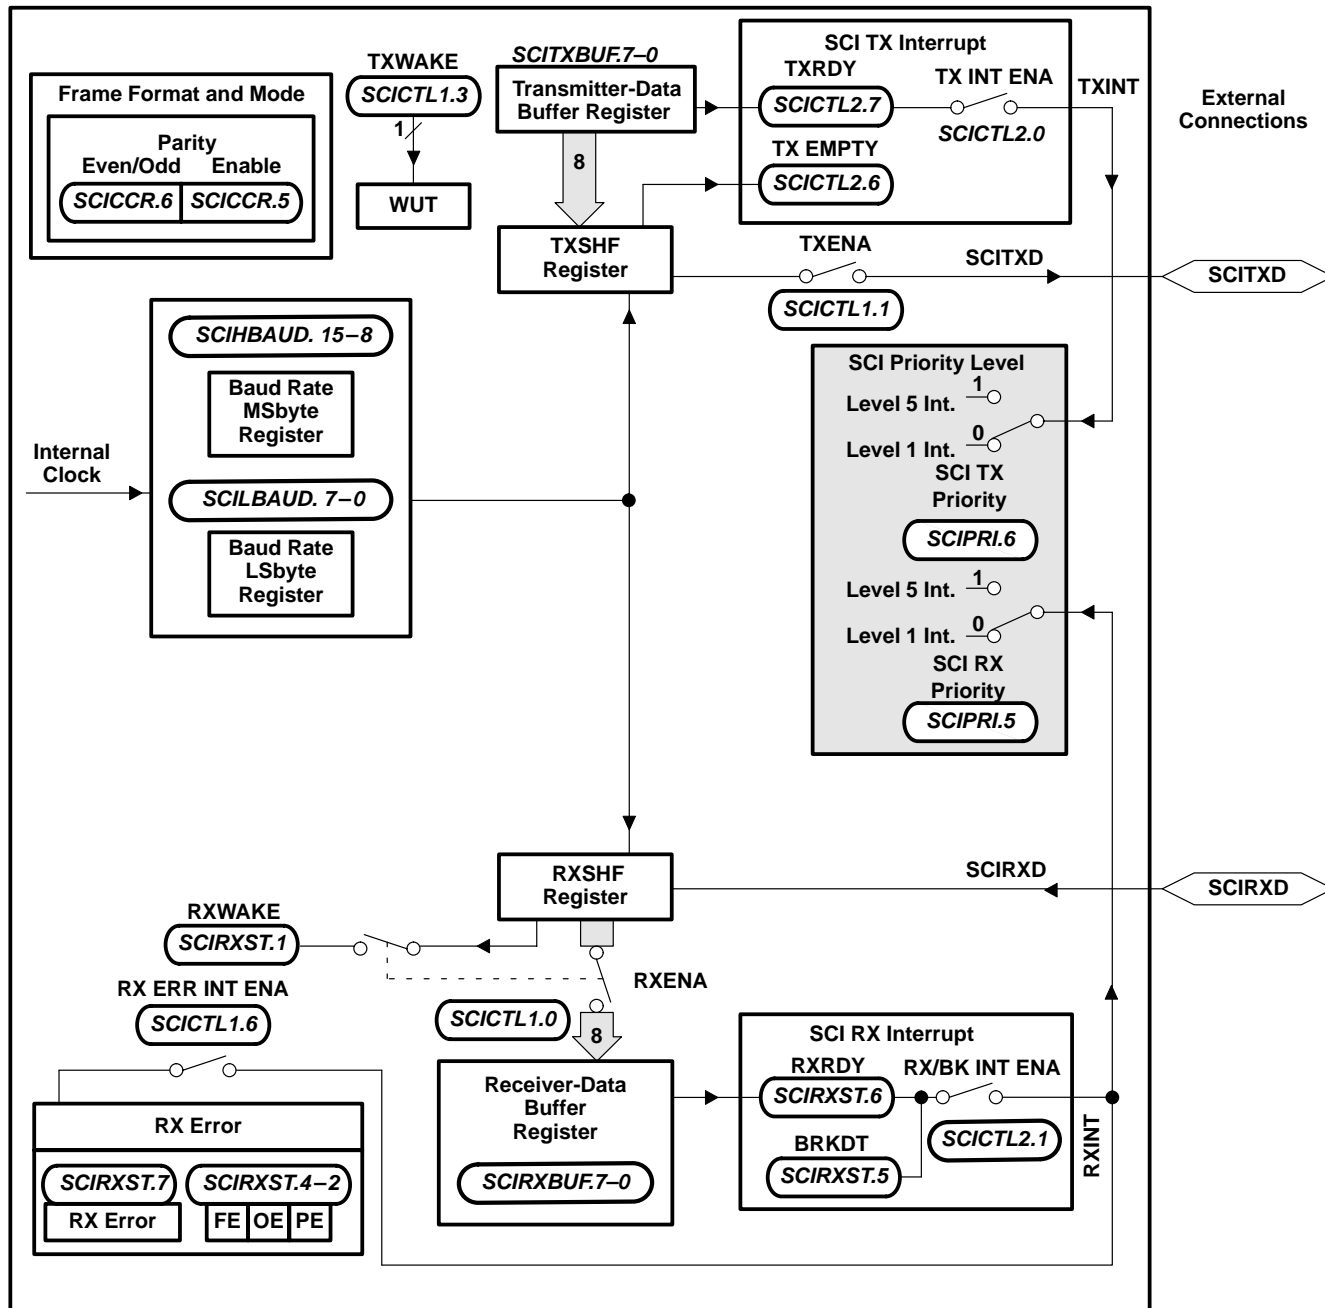 Frame Format and Mode
Parity
Even/Odd Enable
SCICCR.6 SCICCR.5
TXWAKE
SCICTL1.3
1
WUT
SCITXBUF.7–0
Transmitter-Data
Buffer Register
8
TXSHF
Register
SCI TX Interrupt
TXRDY
SCICTL2.7
TX INT ENA
SCICTL2.0
TX EMPTY
SCICTL2.6
TXINT
External
Connections
TXENA
SCICTL1.1
SCITXD
SCITXD
Internal
Clock
SCIHBAUD. 15–8
Baud Rate
MSbyte
Register
SCILBAUD. 7–0
Baud Rate
LSbyte
Register
SCI Priority Level
1
Level 5 Int.
0
Level 1 Int.
SCI TX
Priority
SCIPRI.6
1
Level 5 Int.
0
Level 1 Int.
SCI RX
Priority
SCIPRI.5
RXSHF
Register
SCIRXD
SCIRXD
RXWAKE
SCIRXST.1
RXENA
SCICTL1.0
8
RX ERR INT ENA
SCICTL1.6
RX Error
SCIRXST.7 SCIRXST.4–2
RX Error FE OE PE
Receiver-Data
Buffer
Register
SCIRXBUF.7–0
SCI RX Interrupt
RXRDY
SCIRXST.6
RX/BK INT ENA
SCICTL2.1
BRKDT
SCIRXST.5
RXINT